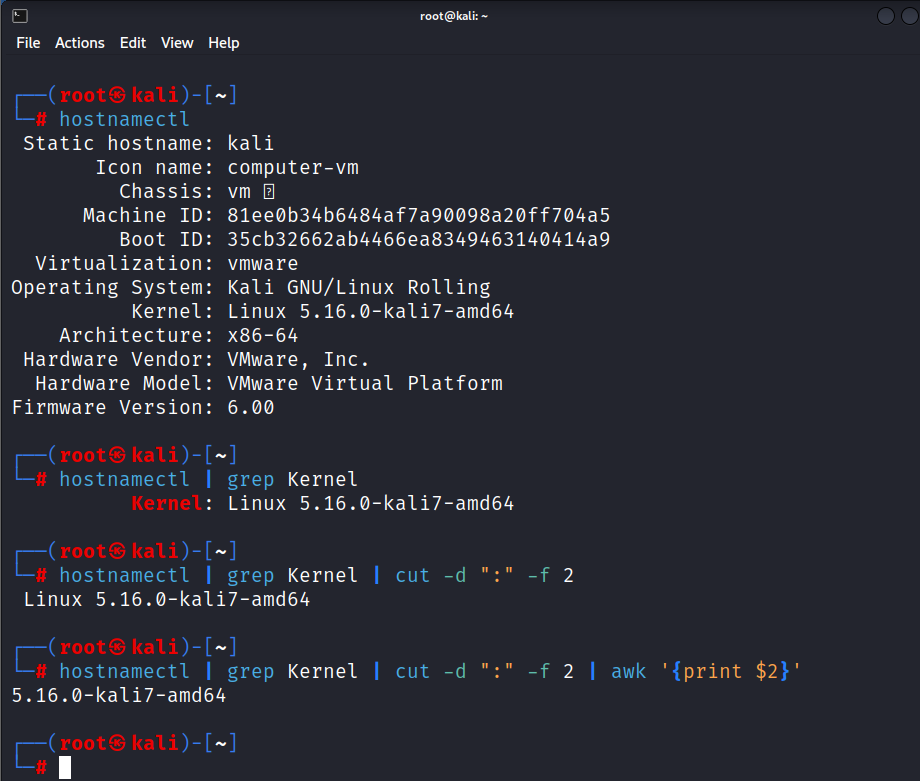 root@kali: ~
File Actions Edit View Help
┌──(root㉿kali)-[~]
└─# hostnamectl
Static hostname: kali
Icon name: computer-vm
Chassis: vm
Machine ID: 81ee0b34b6484af7a90098a20ff704a5
Boot ID: 35cb32662ab4466ea8349463140414a9
Virtualization: vmware
Operating System: Kali GNU/Linux Rolling
Kernel: Linux 5.16.0-kali7-amd64
Architecture: x86-64
Hardware Vendor: VMware, Inc.
Hardware Model: VMware Virtual Platform
Firmware Version: 6.00
┌──(root㉿kali)-[~]
└─# hostnamectl | grep Kernel
Kernel: Linux 5.16.0-kali7-amd64
┌──(root㉿kali)-[~]
└─# hostnamectl | grep Kernel | cut -d ":" -f 2
Linux 5.16.0-kali7-amd64
┌──(root㉿kali)-[~]
└─# hostnamectl | grep Kernel | cut -d ":" -f 2 | awk '{print $2}'
5.16.0-kali7-amd64
┌──(root㉿kali)-[~]
└─#